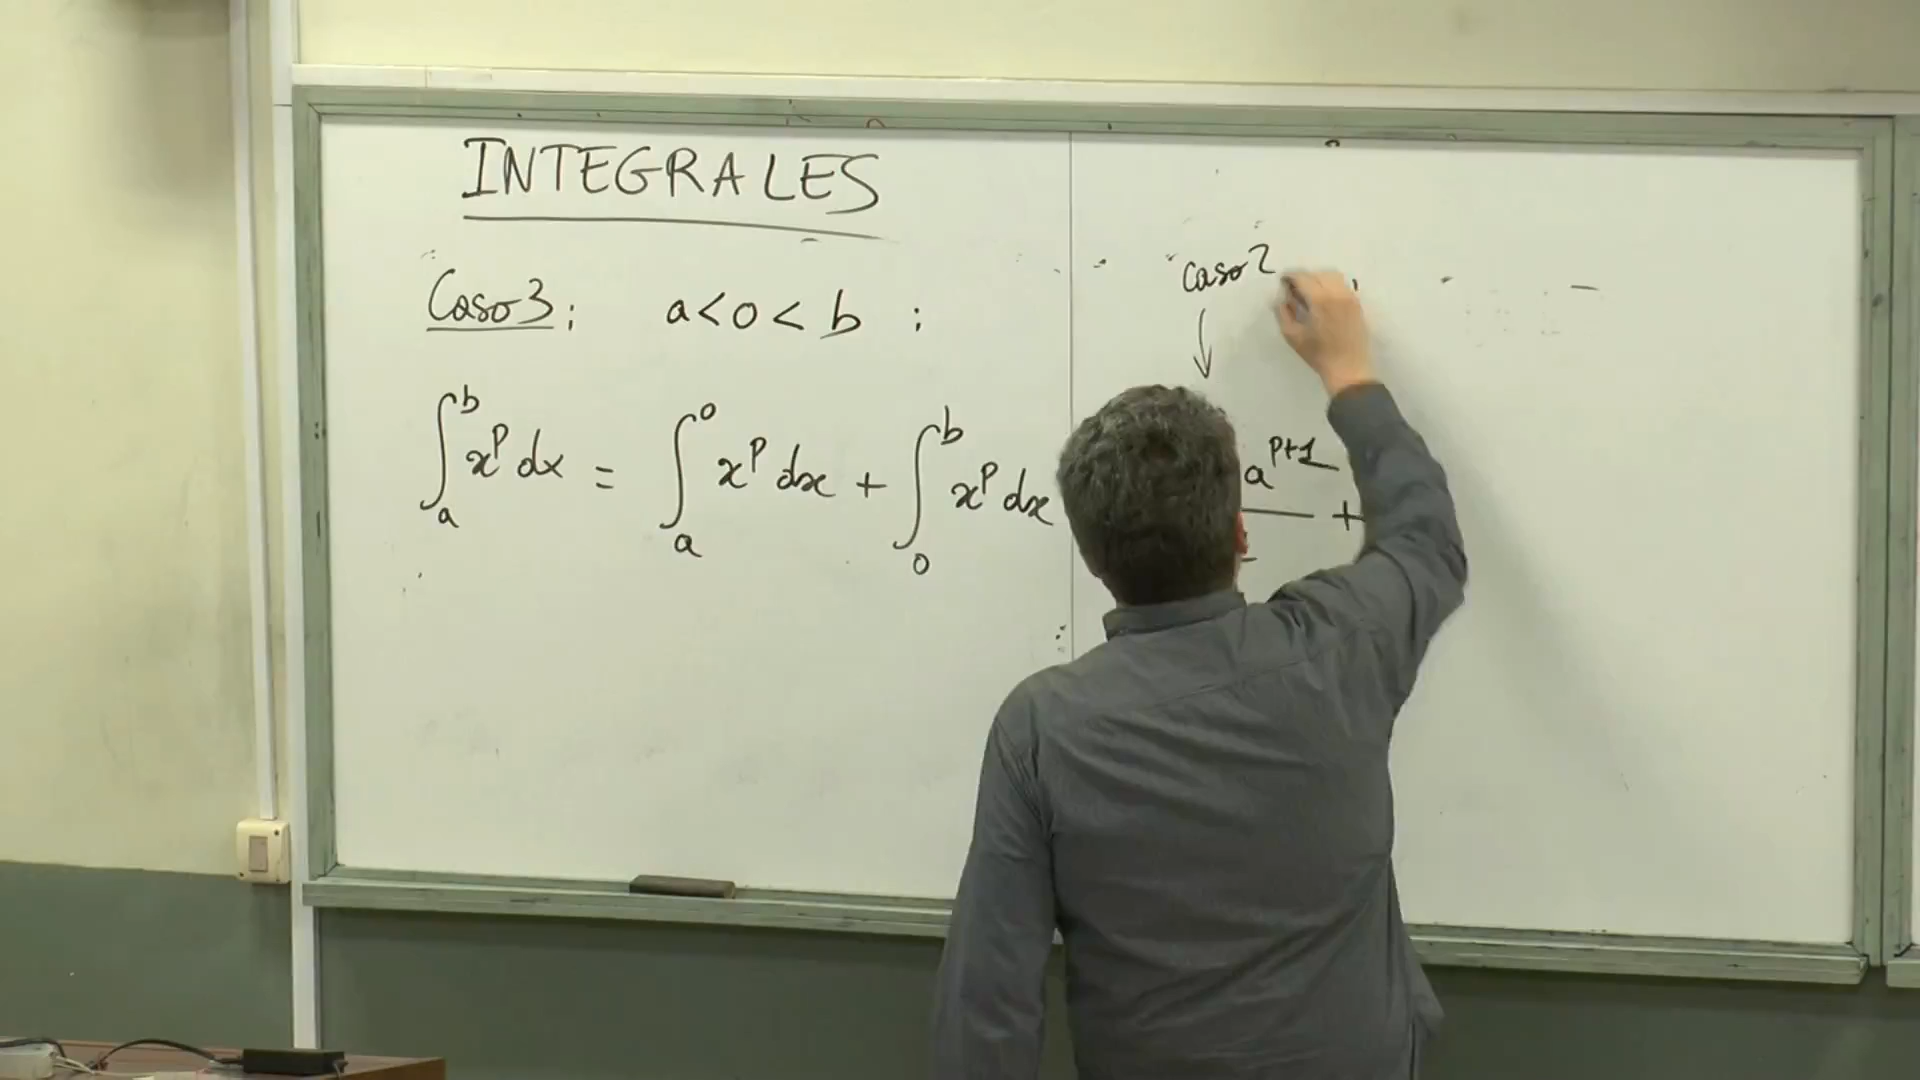 INTEGRALES
Caso 3: a < 0 < b :
Caso 2
∫_a^b x^p dx = ∫_a^0 x^p dx + ∫_0^b x^p dx
a^{p+1}
+